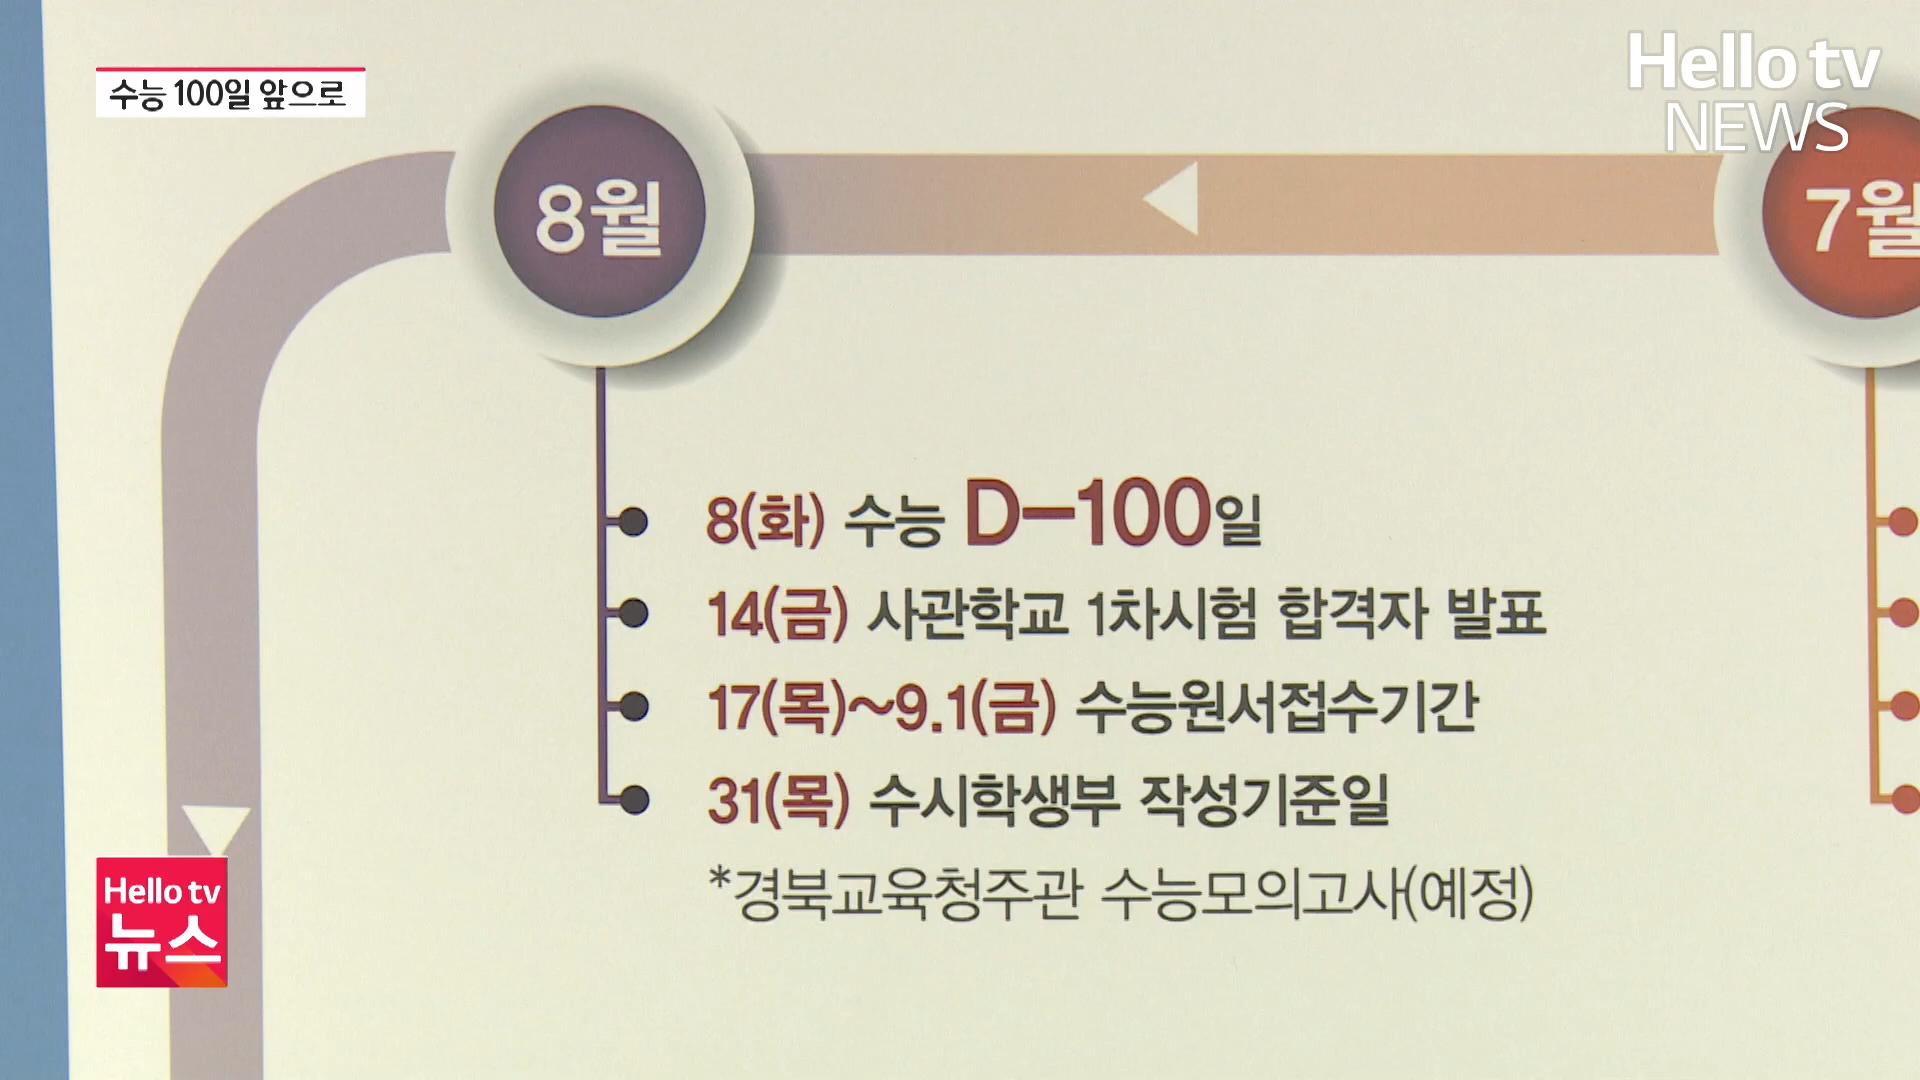 수능 100일 앞으로
Hello tv
NEWS
8월
7월
8(화) 수능 D-100일
14(금) 사관학교 1차시험 합격자 발표
17(목)~9.1(금) 수능원서접수기간
31(목) 수시학생부 작성기준일
*경북교육청주관 수능모의고사(예정)
Hello tv
뉴스